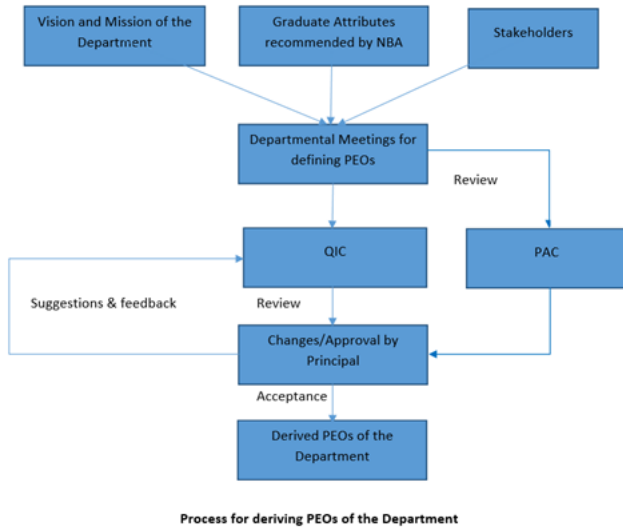 Vision and Mission of the
Department
Graduate Attributes
recommended by NBA
Stakeholders
Departmental Meetings for
defining PEOs
Review
QIC
PAC
Suggestions & feedback
Review
Changes/Approval by
Principal
Acceptance
Derived PEOs of the
Department
Process for deriving PEOs of the Department